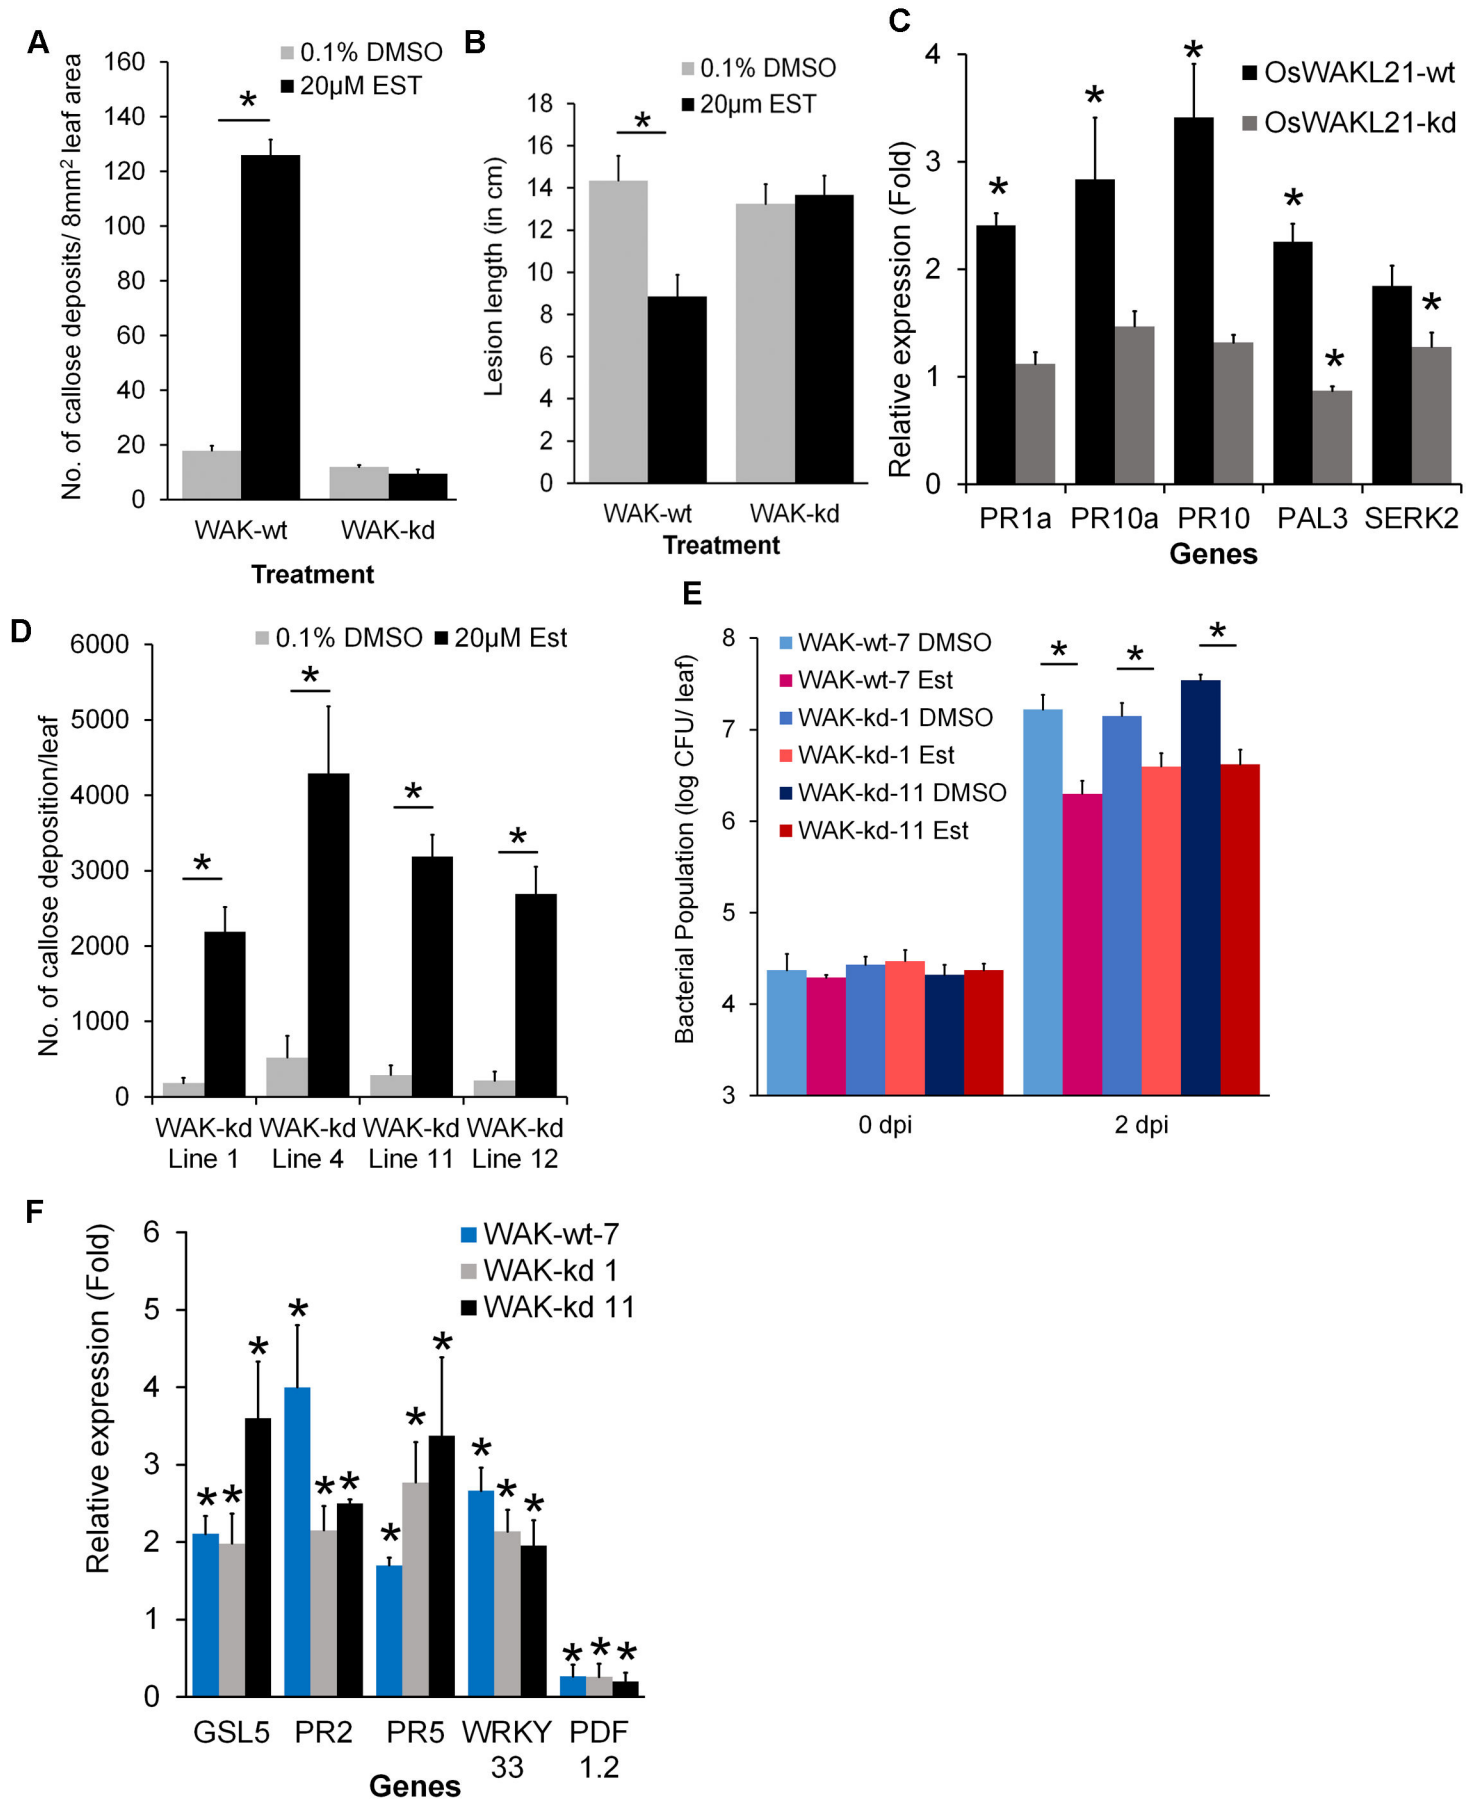 A
No. of callose deposits/ 8mm² leaf area
160
140
120
100
80
60
40
20
0
0.1% DMSO
20µM EST
*
WAK-wt
WAK-kd
Treatment
B
Lesion length (in cm)
18
16
14
12
10
8
6
4
2
0
0.1% DMSO
20µm EST
*
WAK-wt
WAK-kd
Treatment
C
Relative expression (Fold)
4
3
2
1
0
OsWAKL21-wt
OsWAKL21-kd
* * * * * *
PR1a PR10a PR10 PAL3 SERK2
Genes
D
No. of callose deposition/leaf
6000
5000
4000
3000
2000
1000
0
0.1% DMSO 20µM Est
* * * *
WAK-kd WAK-kd WAK-kd WAK-kd
Line 1 Line 4 Line 11 Line 12
E
Bacterial Population (log CFU/ leaf)
8
7
6
5
4
3
WAK-wt-7 DMSO
WAK-wt-7 Est
WAK-kd-1 DMSO
WAK-kd-1 Est
WAK-kd-11 DMSO
WAK-kd-11 Est
* * *
0 dpi
2 dpi
F
Relative expression (Fold)
6
5
4
3
2
1
0
WAK-wt-7
WAK-kd 1
WAK-kd 11
* * * * * * * * * * * * * * *
GSL5 PR2 PR5 WRKY PDF
33 1.2
Genes